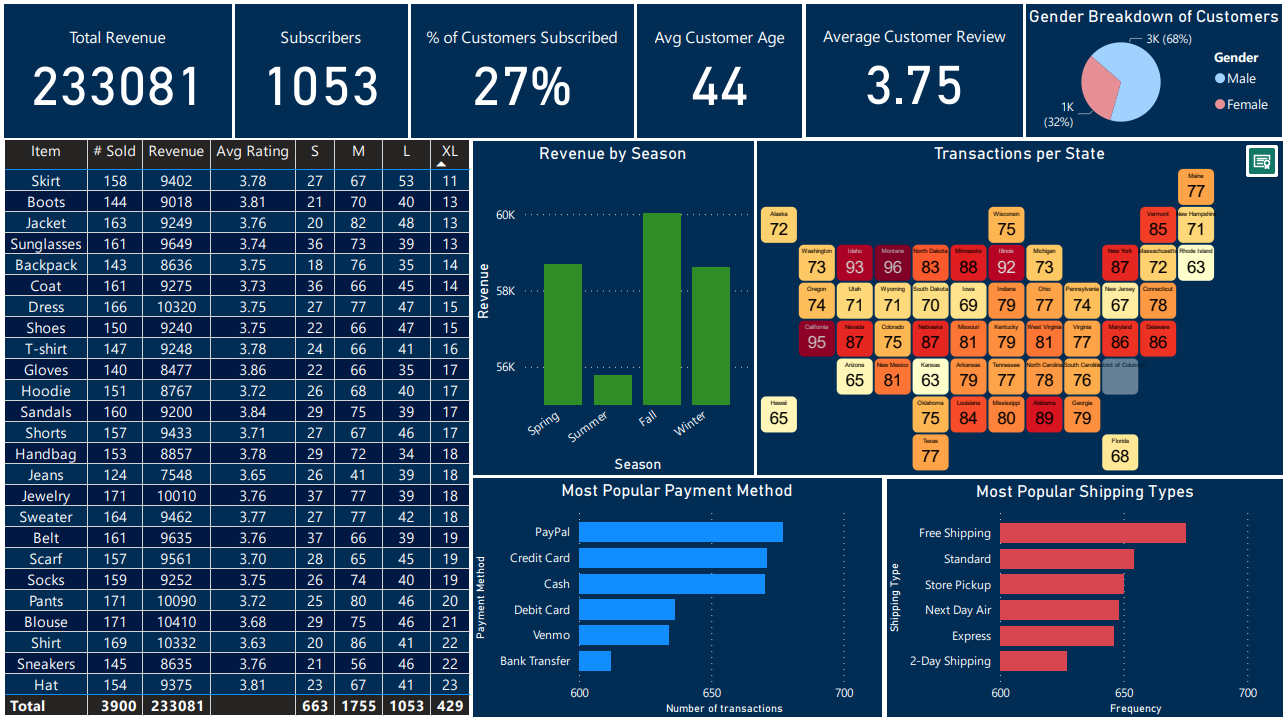 Total Revenue
233081
Subscribers
1053
% of Customers Subscribed
27%
Avg Customer Age
44
Average Customer Review
3.75
Gender Breakdown of Customers
3K (68%)
1K
(32%)
Gender
Male
Female
Item # Sold Revenue Avg Rating S M L XL
Skirt 158 9402 3.78 27 67 53 11
Boots 144 9018 3.81 21 70 40 13
Jacket 163 9249 3.76 20 82 48 13
Sunglasses 161 9649 3.74 36 73 39 13
Backpack 143 8636 3.75 18 76 35 14
Coat 161 9275 3.73 36 66 45 14
Dress 166 10320 3.75 27 77 47 15
Shoes 150 9240 3.75 22 66 47 15
T-shirt 147 9248 3.78 24 66 41 16
Gloves 140 8477 3.86 22 66 35 17
Hoodie 151 8767 3.72 26 68 40 17
Sandals 160 9200 3.84 29 75 39 17
Shorts 157 9433 3.71 27 67 46 17
Handbag 153 8857 3.78 29 72 34 18
Jeans 124 7548 3.65 26 41 39 18
Jewelry 171 10010 3.76 37 77 39 18
Sweater 164 9462 3.77 27 77 42 18
Belt 161 9635 3.76 37 66 39 19
Scarf 157 9561 3.70 28 65 45 19
Socks 159 9252 3.75 26 74 40 19
Pants 171 10090 3.72 25 80 46 20
Blouse 171 10410 3.68 29 75 46 21
Shirt 169 10332 3.63 20 86 41 22
Sneakers 145 8635 3.76 21 56 46 22
Hat 154 9375 3.81 23 67 41 23
Total 3900 233081 663 1755 1053 429
Revenue by Season
Revenue
60K
58K
56K
Spring Summer Fall Winter
Season
Transactions per State
Maine
77
Alaska Wisconsin Vermont New Hampshire
72 75 85 71
Washington Idaho Montana North Dakota Minnesota Illinois Michigan New York Massachusetts Rhode Island
73 93 96 83 88 92 73 87 72 63
Oregon Utah Wyoming South Dakota Iowa Indiana Ohio Pennsylvania New Jersey Connecticut
74 71 71 70 69 79 77 74 67 78
California Nevada Colorado Nebraska Missouri Kentucky West Virginia Virginia Maryland Delaware
95 87 75 87 81 79 81 77 86 86
Arizona New Mexico Kansas Arkansas Tennessee North Carolina South Carolina trict of Colum
65 81 63 79 77 78 76
Hawaii Oklahoma Louisiana Mississippi Alabama Georgia
65 75 84 80 89 79
Texas Florida
77 68
Most Popular Payment Method
Payment Method
PayPal
Credit Card
Cash
Debit Card
Venmo
Bank Transfer
600 650 700
Number of transactions
Most Popular Shipping Types
Shipping Type
Free Shipping
Standard
Store Pickup
Next Day Air
Express
2-Day Shipping
600 650 700
Frequency